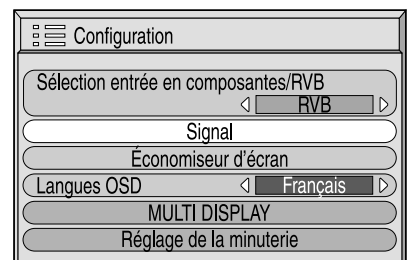 Configuration
Sélection entrée en composantes/RVB
RVB
Signal
Économiseur d'écran
Langues OSD Français
MULTI DISPLAY
Réglage de la minuterie